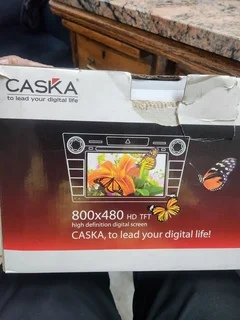 CASKA
to lead your digital life
800x480 HD TFT
high definition digital screen
CASKA, to lead your digital life!